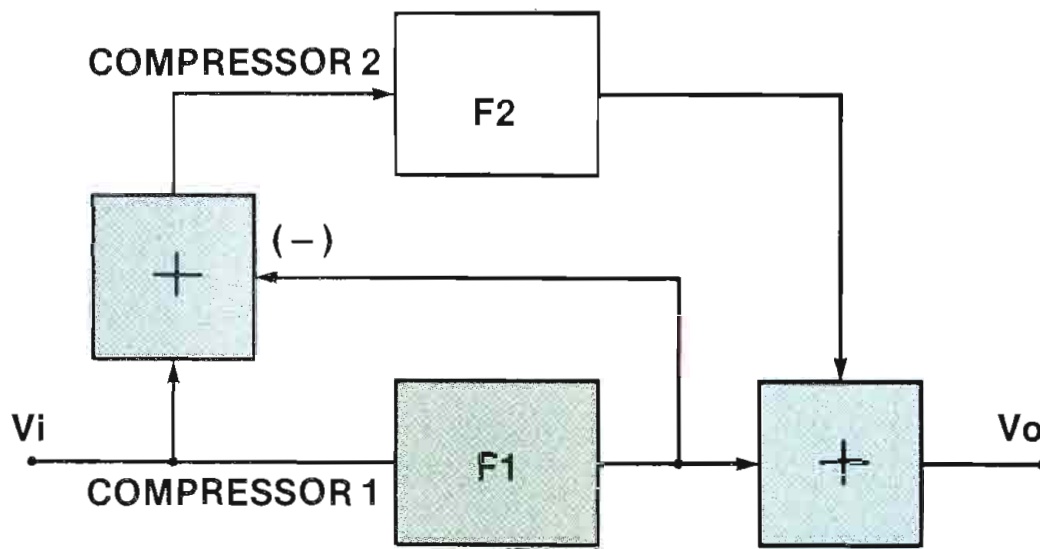 COMPRESSOR 2
F2
+
(−)
Vi
F1
+
Vo
COMPRESSOR 1